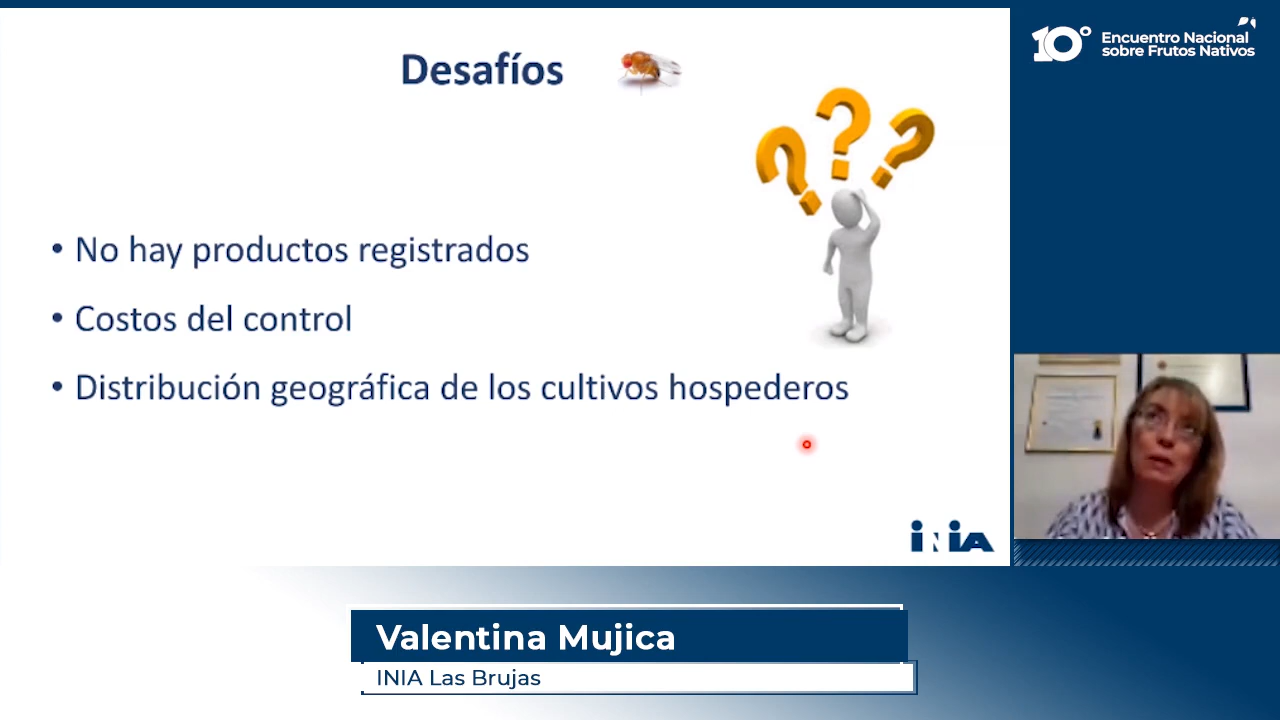 Desafíos
???
• No hay productos registrados
• Costos del control
• Distribución geográfica de los cultivos hospederos
iNiA
10° Encuentro Nacional
sobre Frutos Nativos
Valentina Mujica
INIA Las Brujas